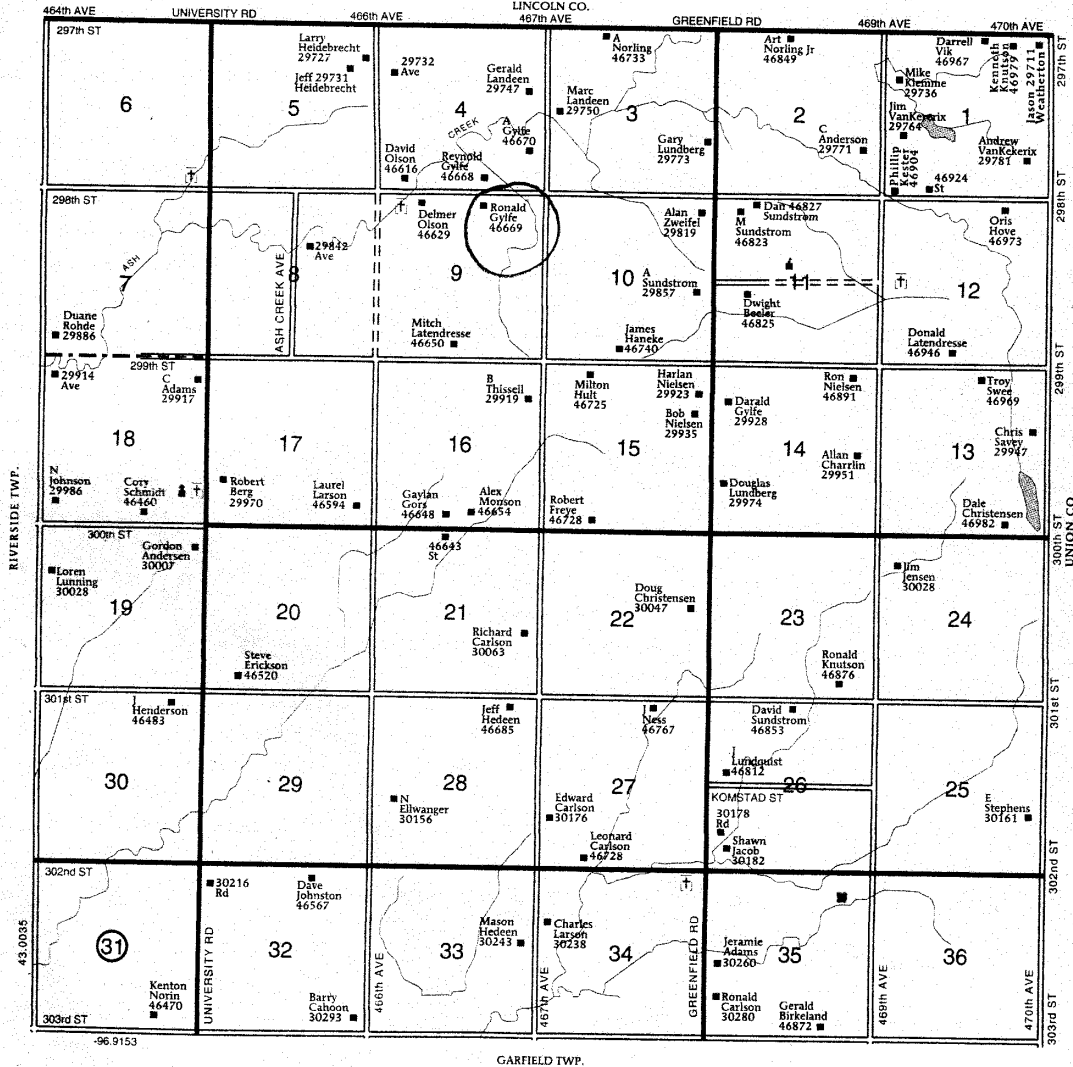 LINCOLN CO.
464th AVE
UNIVERSITY RD
466th AVE
467th AVE
GREENFIELD RD
469th AVE
470th AVE
297th ST
297th ST
6
Larry
Heidebrecht
29727
Jeff 29731
Heidebrecht
5
29732
Ave
Gerald
Landeen
29747
4
CREEK
A
Gylfe
46670
David
Olson
46616
Reynold
Gylfe
46668
A
Norling
46733
Marc
Landeen
29750
3
Gary
Lundberg
29773
Art
Norling Jr
46849
2
C
Anderson
29771
Darrell
Vik
46967
Kenneth
Knutson
46979
Jason 29711
Weatherton
Mike
Klemme
29736
Jim
VanKekerix
29764
1
Andrew
VanKekerix
29781
Phillip
Kester
46904
46924
St
298th ST
298th ST
7
ASH
Duane
Rohde
29886
29842
Ave
8
ASH CREEK AVE
Delmer
Olson
46629
Ronald
Gylfe
46669
9
Mitch
Latendresse
46650
Alan
Zweifel
29819
10
A
Sundstrom
29857
James
Haneke
46740
Dan 46827
Sundstrom
M
Sundstrom
46823
11
Dwight
Beeler
46825
Oris
Hove
46973
12
Donald
Latendresse
46946
299th ST
299th ST
29914
Ave
C
Adams
29917
18
N
Johnson
29986
Cory
Schmidt
46460
17
Robert
Berg
29970
Laurel
Larson
46594
B
Thissell
29919
16
Gaylan
Gors
46648
Alex
Monson
46654
Milton
Hult
46725
Harlan
Nielsen
29923
Bob
Nielsen
29935
15
Robert
Freye
46728
Ron
Nielsen
46891
Darald
Gylfe
29928
14
Allan
Charrlin
29951
Douglas
Lundberg
29974
Troy
Swee
46969
Chris
Savey
29947
13
Dale
Christensen
46982
RIVERSIDE TWP.
300th ST
300th ST
UNION CO.
Gordon
Andersen
30007
Loren
Lunning
30028
19
20
Steve
Erickson
46520
46643
St
21
Richard
Carlson
30063
22
Doug
Christensen
30047
23
Ronald
Knutson
46876
Jim
Jensen
30028
24
301st ST
301st ST
J
Henderson
46483
30
29
Jeff
Hedeen
46685
28
N
Ellwanger
30156
J
Ness
46767
27
Edward
Carlson
30176
Leonard
Carlson
46728
David
Sundstrom
46853
J
Lundquist
46812
26
KOMSTAD ST
30178
Rd
Shawn
Jacob
30182
25
E
Stephens
30161
302nd ST
302nd ST
43.0035
31
Kenton
Norin
46470
UNIVERSITY RD
30216
Rd
Dave
Johnston
46567
32
Barry
Cahoon
30293
466th AVE
33
Mason
Hedeen
30243
467th AVE
Charles
Larson
30238
34
GREENFIELD RD
Jeramie
Adams
30260
35
Ronald
Carlson
30280
Gerald
Birkeland
46872
469th AVE
36
470th AVE
303rd ST
303rd ST
-96.9153
GARFIELD TWP.